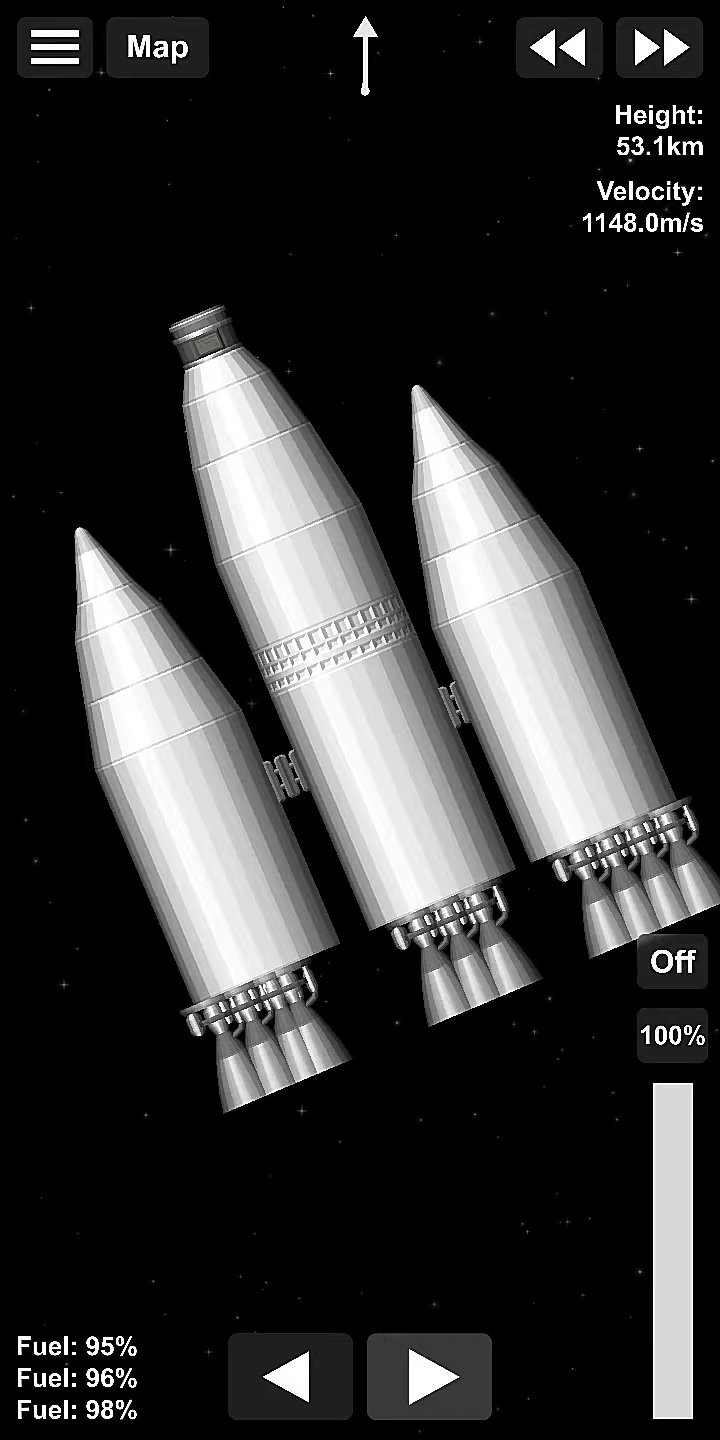 Map
Height:
53.1km
Velocity:
1148.0m/s
Off
100%
Fuel: 95%
Fuel: 96%
Fuel: 98%